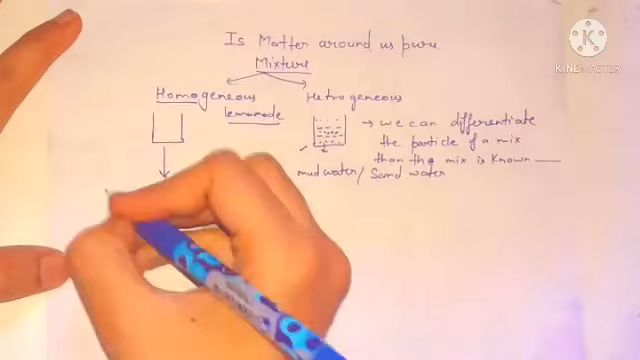 Is Matter around us pure
Mixture
Homogeneous
Hetrogeneous
lemonade
→ we can differentiate
the particle of a mix
than the mix is known
mud water / Sand water
KINEMASTER